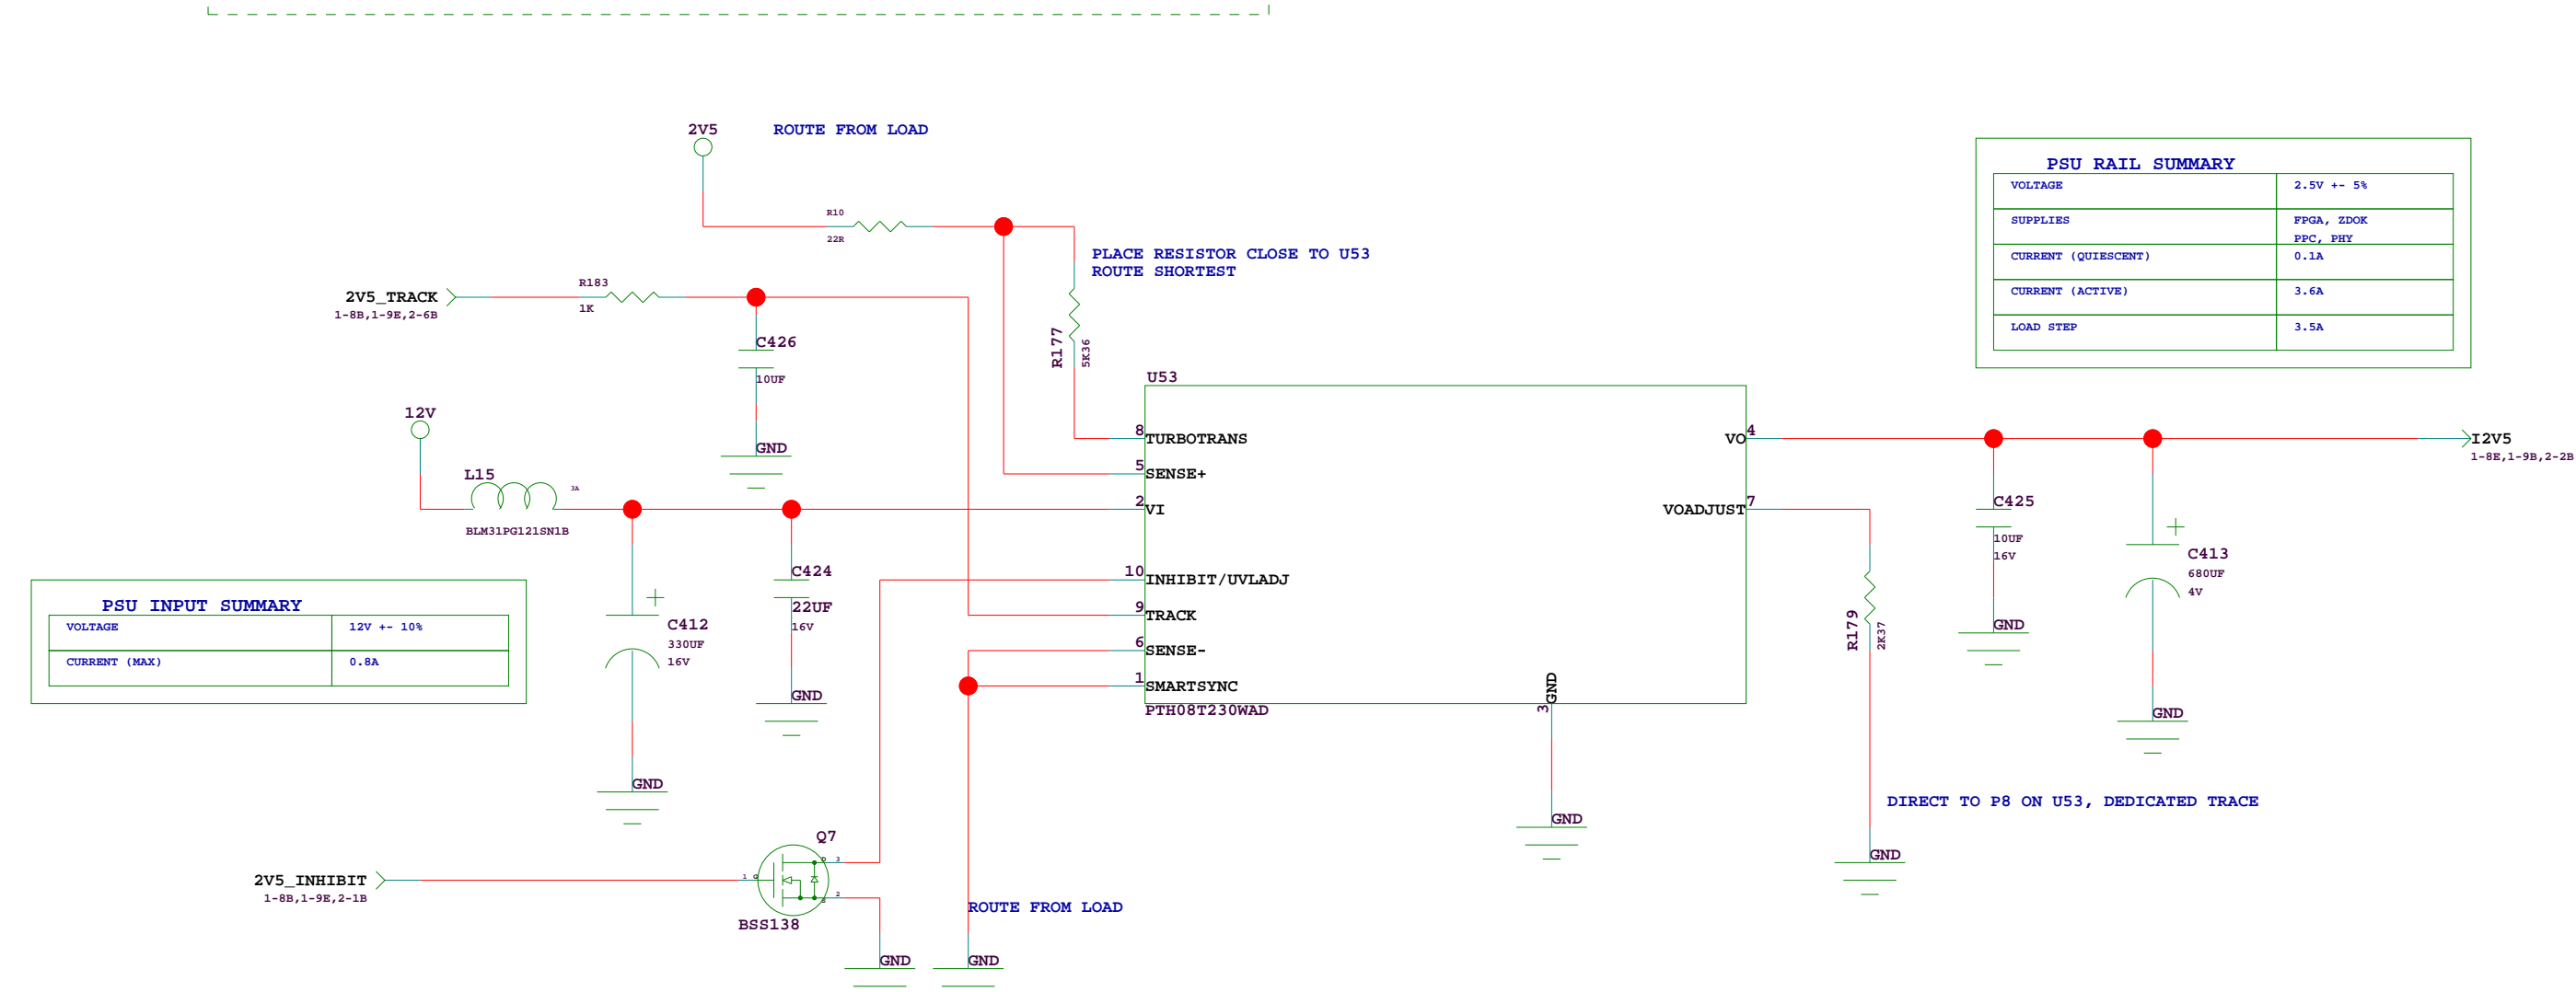 2V5
ROUTE FROM LOAD
PSU RAIL SUMMARY
VOLTAGE 2.5V +- 5%
SUPPLIES FPGA, ZDOK
PPC, PHY
CURRENT (QUIESCENT) 0.1A
CURRENT (ACTIVE) 3.6A
LOAD STEP 3.5A
R10
22R
PLACE RESISTOR CLOSE TO U53
ROUTE SHORTEST
2V5_TRACK
1-8B,1-9E,2-6B
R183
1K
C426
10UF
GND
R177
5K36
12V
L15
3A
BLM31PG121SN1B
U53
8 TURBOTRANS
5 SENSE+
2 VI
10 INHIBIT/UVLADJ
9 TRACK
6 SENSE-
1 SMARTSYNC
PTH08T230WAD
VO 4
VOADJUST 7
GND
3
GND
I2V5
1-8E,1-9B,2-2B
C425
10UF
16V
GND
C413
680UF
4V
GND
R179
2K37
DIRECT TO P8 ON U53, DEDICATED TRACE
GND
PSU INPUT SUMMARY
VOLTAGE 12V +- 10%
CURRENT (MAX) 0.8A
C412
330UF
16V
GND
C424
22UF
16V
GND
2V5_INHIBIT
1-8B,1-9E,2-1B
Q7
1 G
D 3
S 2
BSS138
GND
ROUTE FROM LOAD
GND